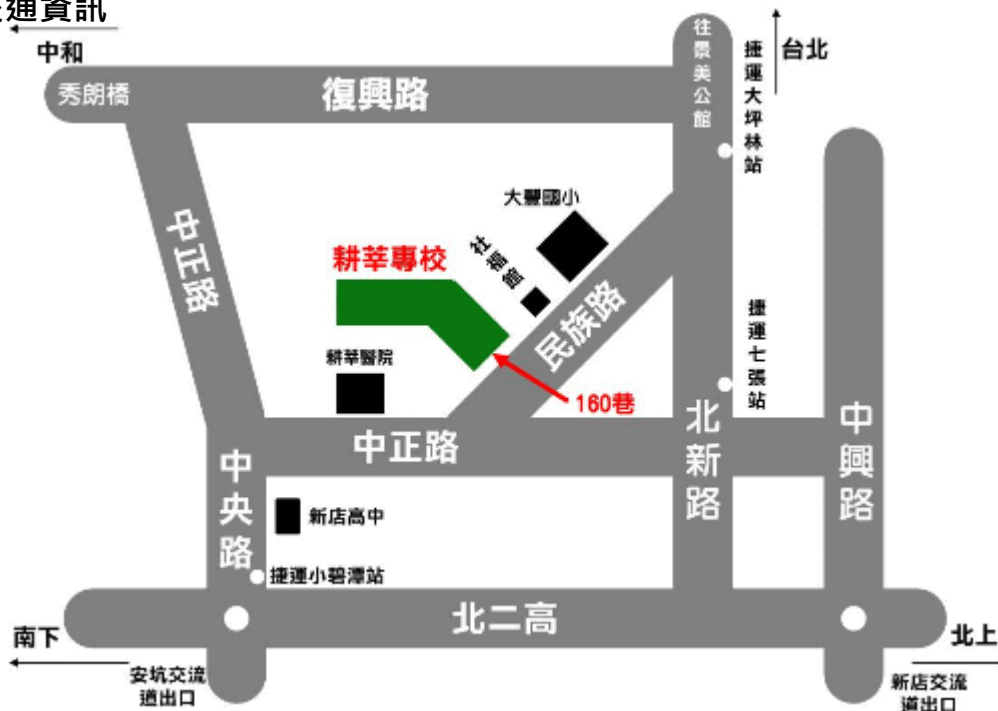 交通資訊
中和
台北
往景美公館
捷運大坪林站
秀朗橋
復興路
大豐國小
中正路
社福館
耕莘專校
民族路
捷運七張站
耕莘醫院
160巷
中正路
北新路
中興路
中央路
新店高中
捷運小碧潭站
北二高
南下
北上
安坑交流
道出口
新店交流
道出口